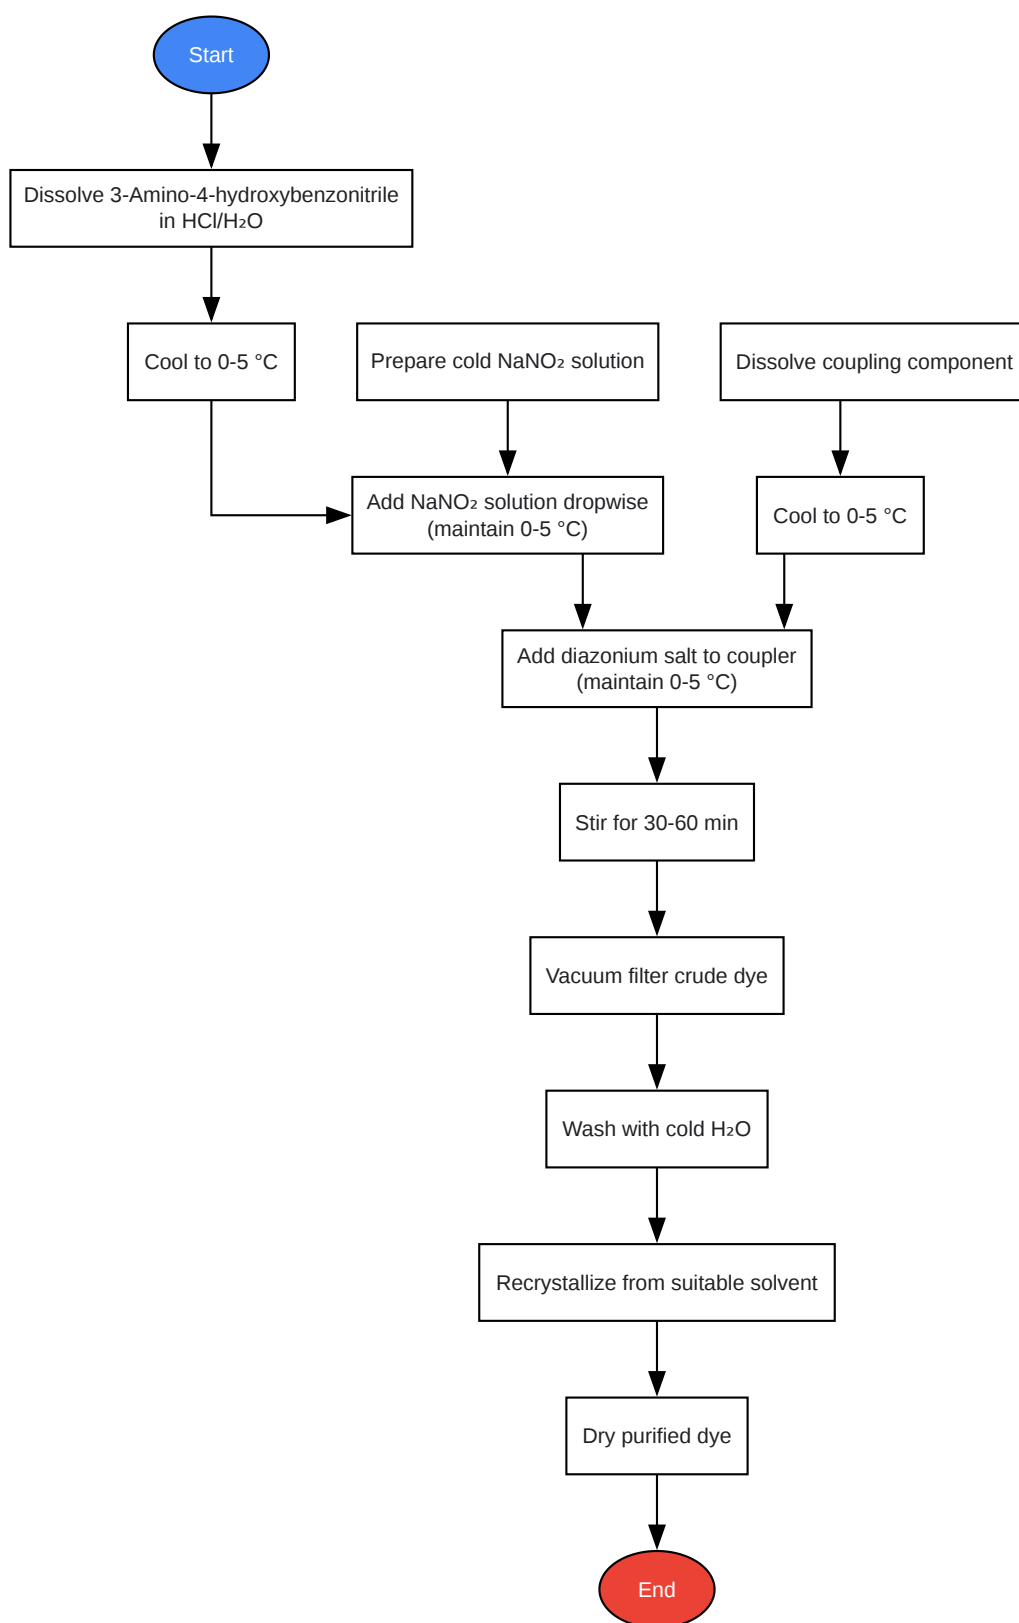 Start
Dissolve 3-Amino-4-hydroxybenzonitrile
in HCl/H₂O
Cool to 0-5 °C
Prepare cold NaNO₂ solution
Dissolve coupling component
Add NaNO₂ solution dropwise
(maintain 0-5 °C)
Cool to 0-5 °C
Add diazonium salt to coupler
(maintain 0-5 °C)
Stir for 30-60 min
Vacuum filter crude dye
Wash with cold H₂O
Recrystallize from suitable solvent
Dry purified dye
End